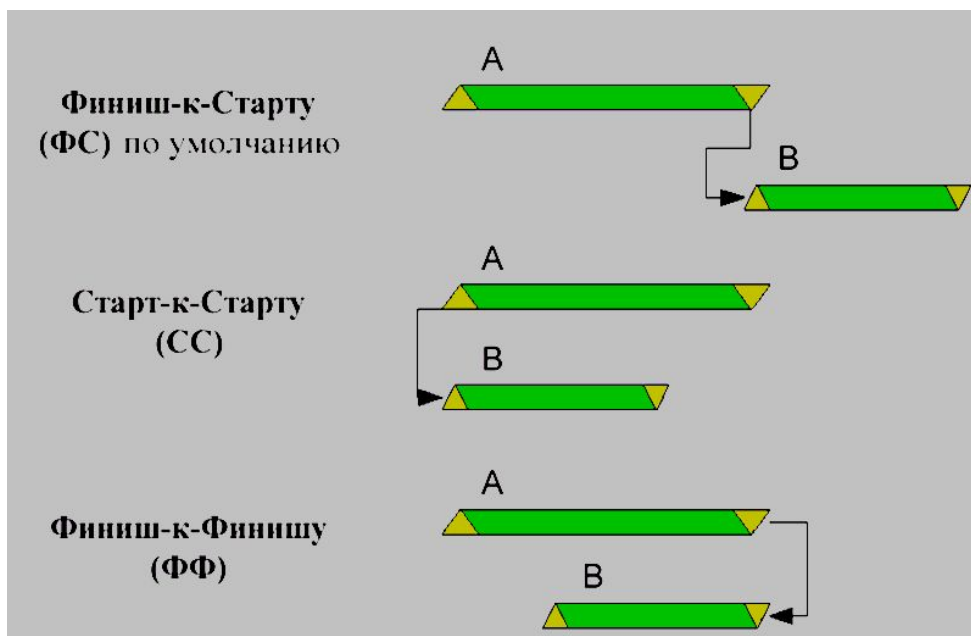 A
Финиш-к-Старту
(ФС) по умолчанию
B
A
Старт-к-Старту
(СС)
B
A
Финиш-к-Финишу
(ФФ)
B